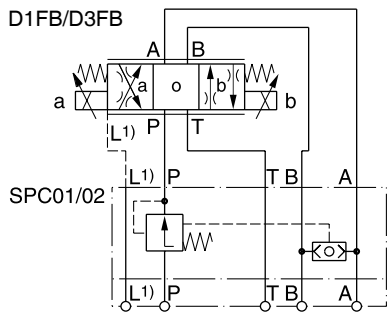 D1FB/D3FB
A B
a a o b b
L1) P T
L1) P T B A
SPC01/02
L1) P T B A